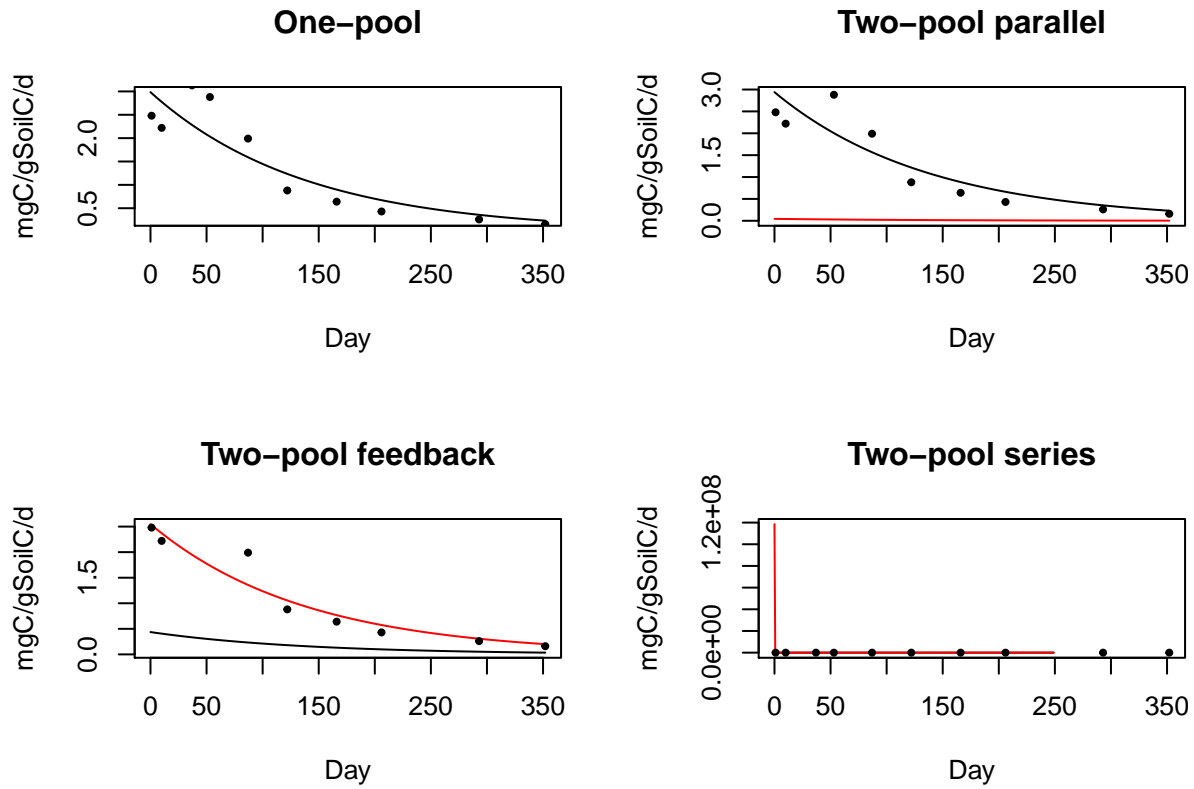 One−pool
mgC/gSoilC/d
2.0
0.5
0 50 150 250 350
Day
Two−pool parallel
mgC/gSoilC/d
3.0
1.5
0.0
0 50 150 250 350
Day
Two−pool feedback
mgC/gSoilC/d
1.5
0.0
0 50 150 250 350
Day
Two−pool series
mgC/gSoilC/d
1.2e+08
0.0e+00
0 50 150 250 350
Day